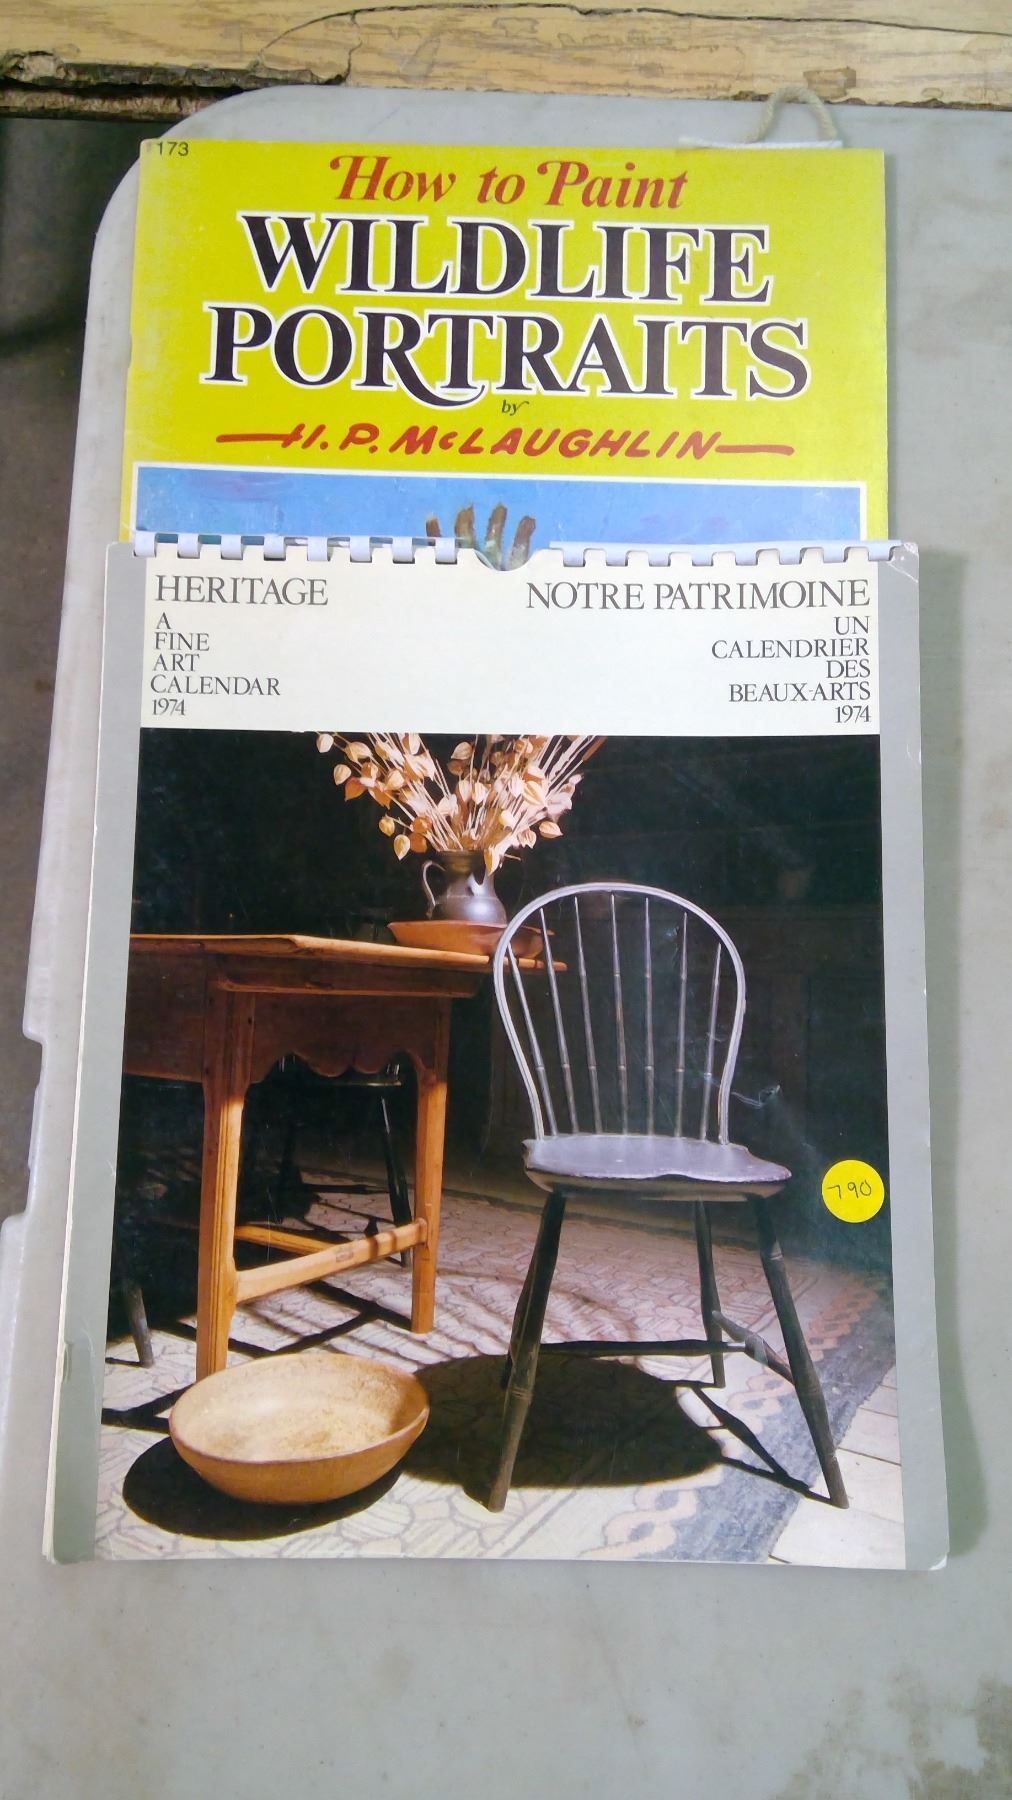 173
How to Paint
WILDLIFE
PORTRAITS
by
H. P. McLAUGHLIN
HERITAGE
A
FINE
ART
CALENDAR
1974
NOTRE PATRIMOINE
UN
CALENDRIER
DES
BEAUX-ARTS
1974
790